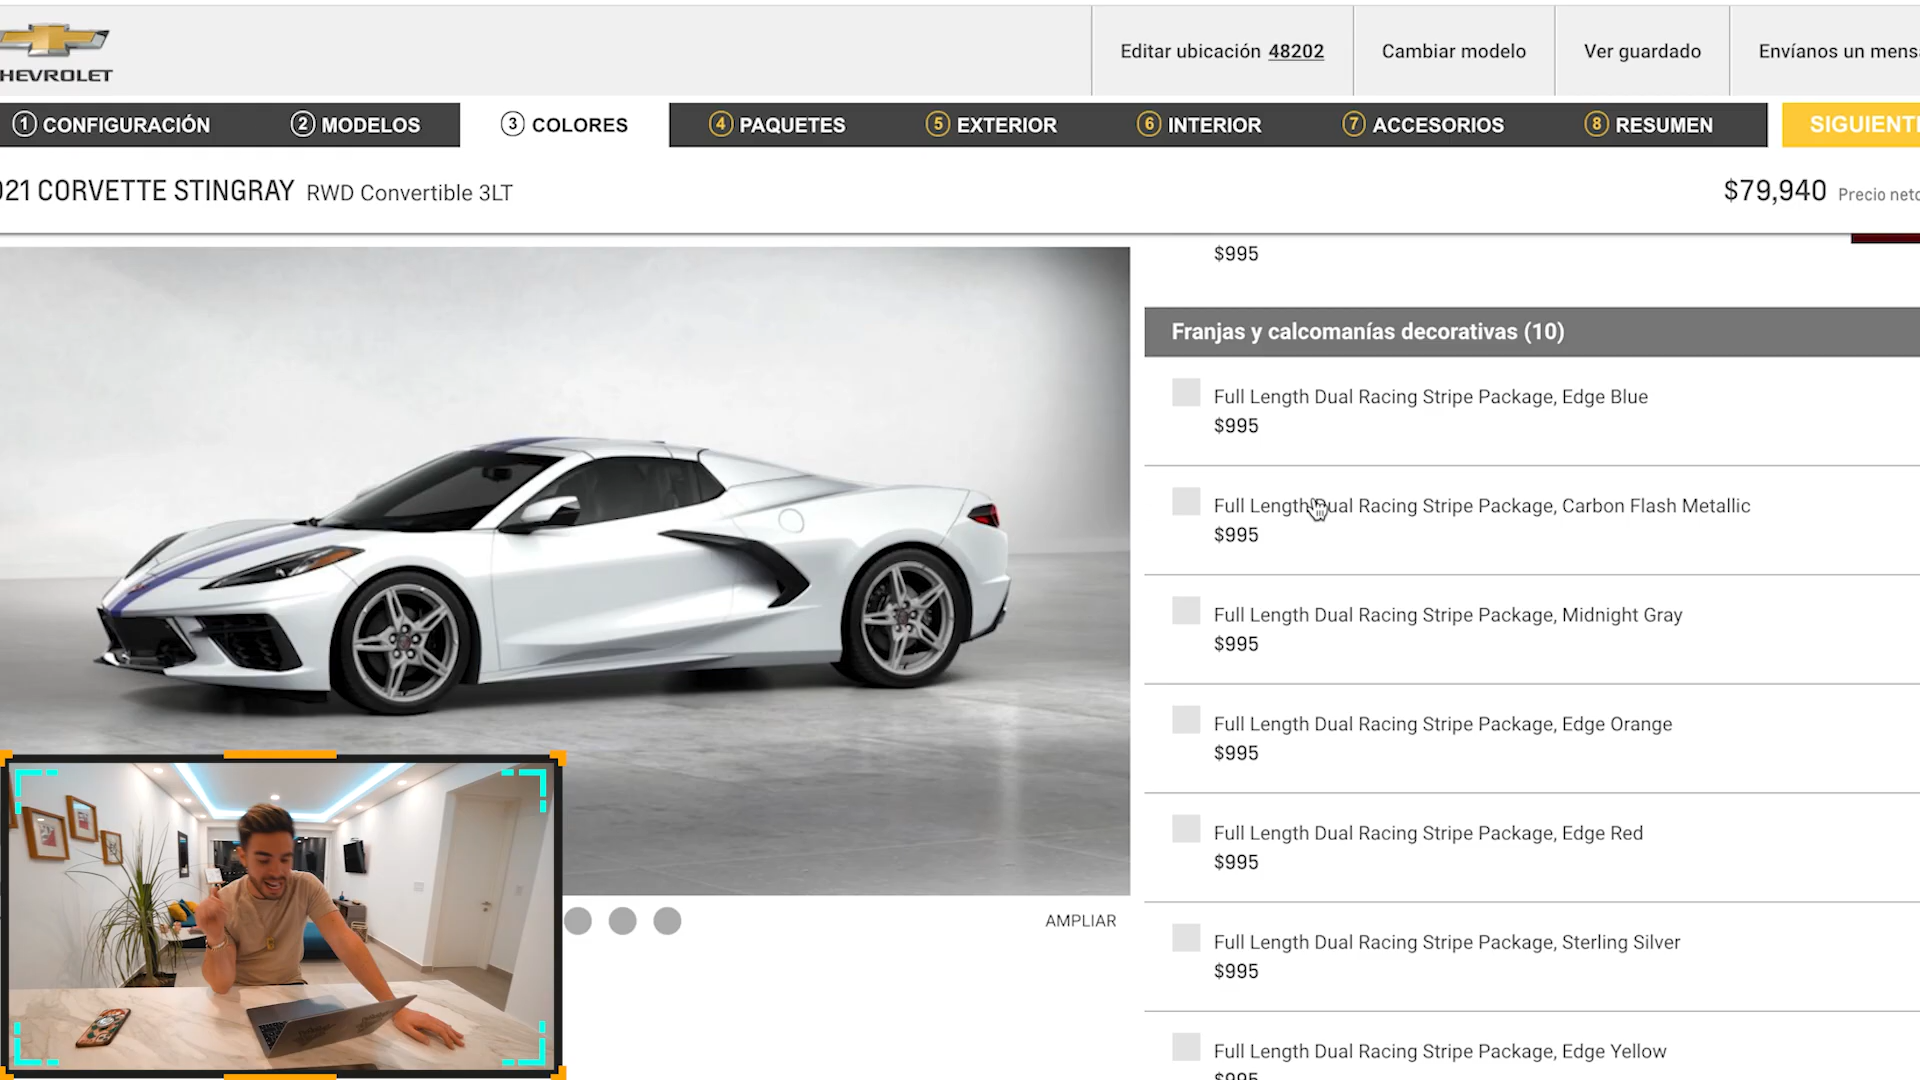 HEVROLET
Editar ubicación 48202
Cambiar modelo
Ver guardado
Envíanos un mens
1 CONFIGURACIÓN
2 MODELOS
3 COLORES
4 PAQUETES
5 EXTERIOR
6 INTERIOR
7 ACCESORIOS
8 RESUMEN
SIGUIENT
021 CORVETTE STINGRAY RWD Convertible 3LT
$79,940 Precio neto
$995
Franjas y calcomanías decorativas (10)
Full Length Dual Racing Stripe Package, Edge Blue
$995
Full Length Dual Racing Stripe Package, Carbon Flash Metallic
$995
Full Length Dual Racing Stripe Package, Midnight Gray
$995
Full Length Dual Racing Stripe Package, Edge Orange
$995
Full Length Dual Racing Stripe Package, Edge Red
$995
Full Length Dual Racing Stripe Package, Sterling Silver
$995
Full Length Dual Racing Stripe Package, Edge Yellow
$995
AMPLIAR